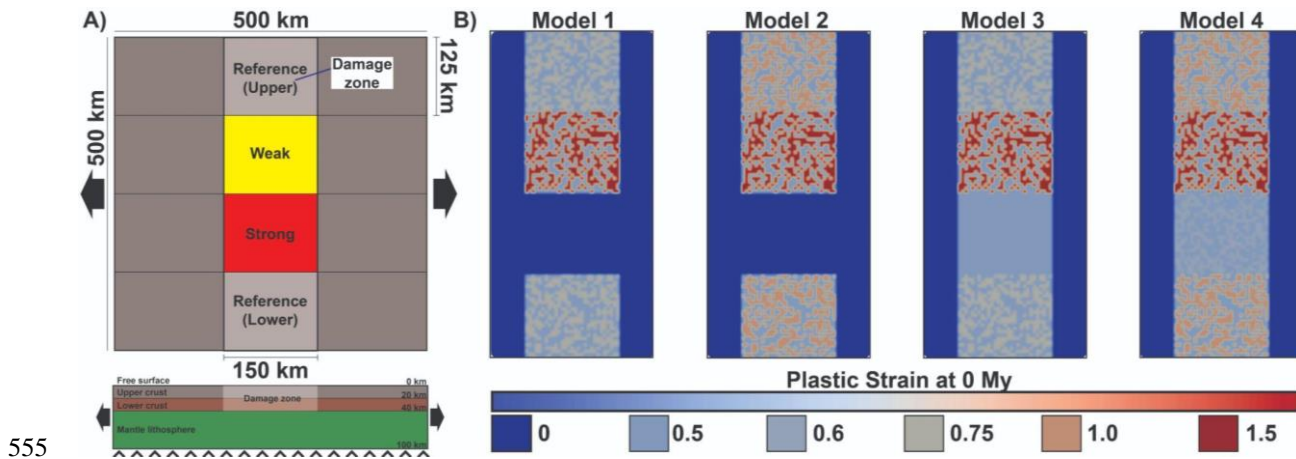 A)
500 km
B)
Model 1
Model 2
Model 3
Model 4
500 km
125 km
Reference
(Upper)
Damage
zone
Weak
Strong
Reference
(Lower)
150 km
Free surface
0 km
Upper crust
20 km
Lower crust
Damage zone
40 km
Mantle lithosphere
190 km
Plastic Strain at 0 My
0
0.5
0.6
0.75
1.0
1.5
555